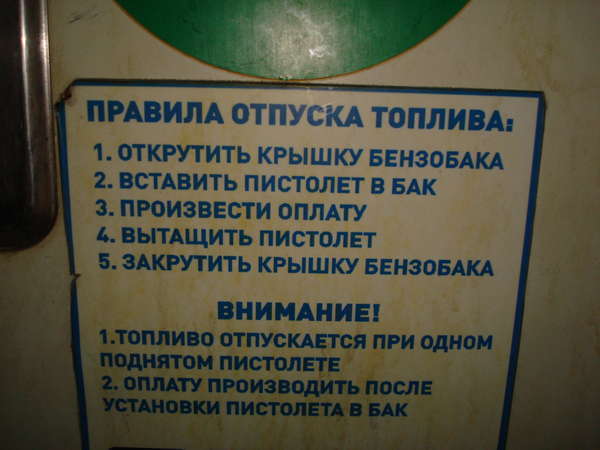 ПРАВИЛА ОТПУСКА ТОПЛИВА:
1. ОТКРУТИТЬ КРЫШКУ БЕНЗОБАКА
2. ВСТАВИТЬ ПИСТОЛЕТ В БАК
3. ПРОИЗВЕСТИ ОПЛАТУ
4. ВЫТАЩИТЬ ПИСТОЛЕТ
5. ЗАКРУТИТЬ КРЫШКУ БЕНЗОБАКА
ВНИМАНИЕ!
1.ТОПЛИВО ОТПУСКАЕТСЯ ПРИ ОДНОМ
ПОДНЯТОМ ПИСТОЛЕТЕ
2. ОПЛАТУ ПРОИЗВОДИТЬ ПОСЛЕ
УСТАНОВКИ ПИСТОЛЕТА В БАК